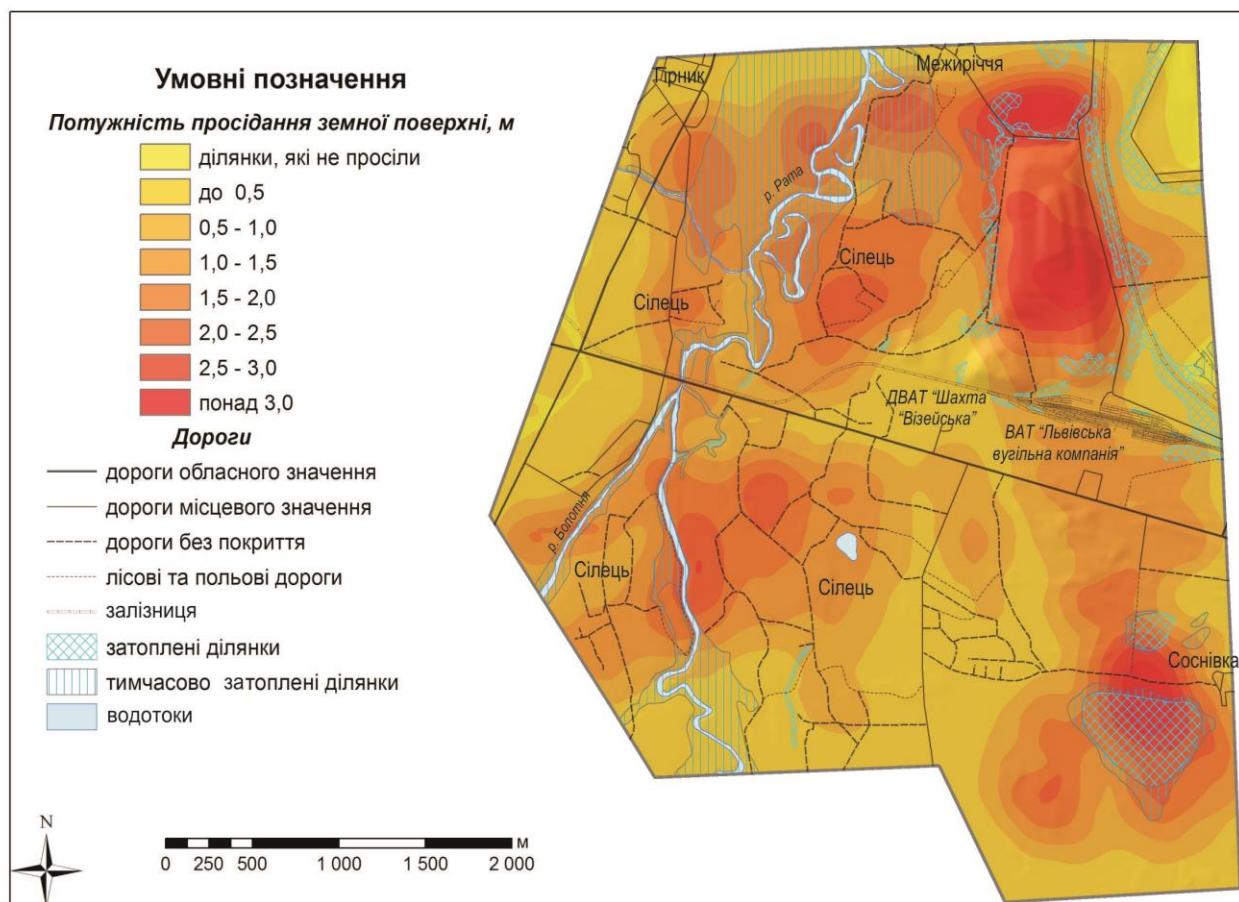 Умовні позначення
Потужність просідання земної поверхні, м
ділянки, які не просіли
до 0,5
0,5 - 1,0
1,0 - 1,5
1,5 - 2,0
2,0 - 2,5
2,5 - 3,0
понад 3,0
Дороги
дороги обласного значення
дороги місцевого значення
дороги без покриття
лісові та польові дороги
залізниця
затоплені ділянки
тимчасово затоплені ділянки
водотоки
N
0 250 500 1 000 1 500 2 000 м
Гірник
Межиріччя
р. Рата
Сілець
Сілець
ДВАТ “Шахта
“Візейська”
ВАТ “Львівська
вугільна компанія”
р. Болотня
Сілець
Сілець
Соснівка